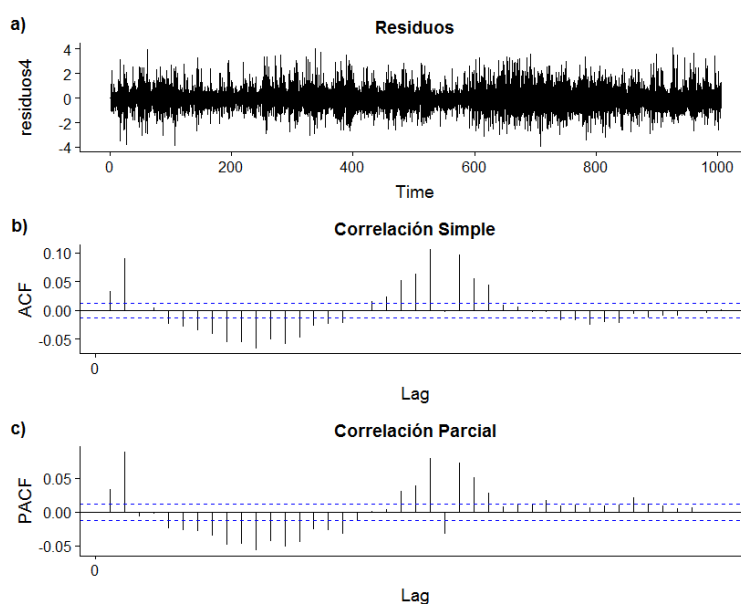 a)
Residuos
residuos4
4
2
0
-2
-4
0 200 400 600 800 1000
Time
b)
Correlación Simple
ACF
0.10
0.05
0.00
-0.05
0
Lag
c)
Correlación Parcial
PACF
0.05
0.00
-0.05
0
Lag